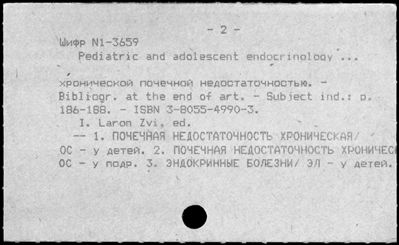 - 2 -
Шифр N1-3659
Pediatric and adolescent endocrinology ...
хронической почечной недостаточностью. -
Bibliogr. at the end of art. - Subject ind.: p.
186-188. - ISBN 3-8055-4990-3.
I. Laron Zvi, ed.
-- 1. ПОЧЕЧНАЯ НЕДОСТАТОЧНОСТЬ ХРОНИЧЕСКАЯ/
ОС - у детей. 2. ПОЧЕЧНАЯ НЕДОСТАТОЧНОСТЬ ХРОНИЧЕС
ОС - у подр. 3. ЭНДОКРИННЫЕ БОЛЕЗНИ/ ЭЛ - у детей.